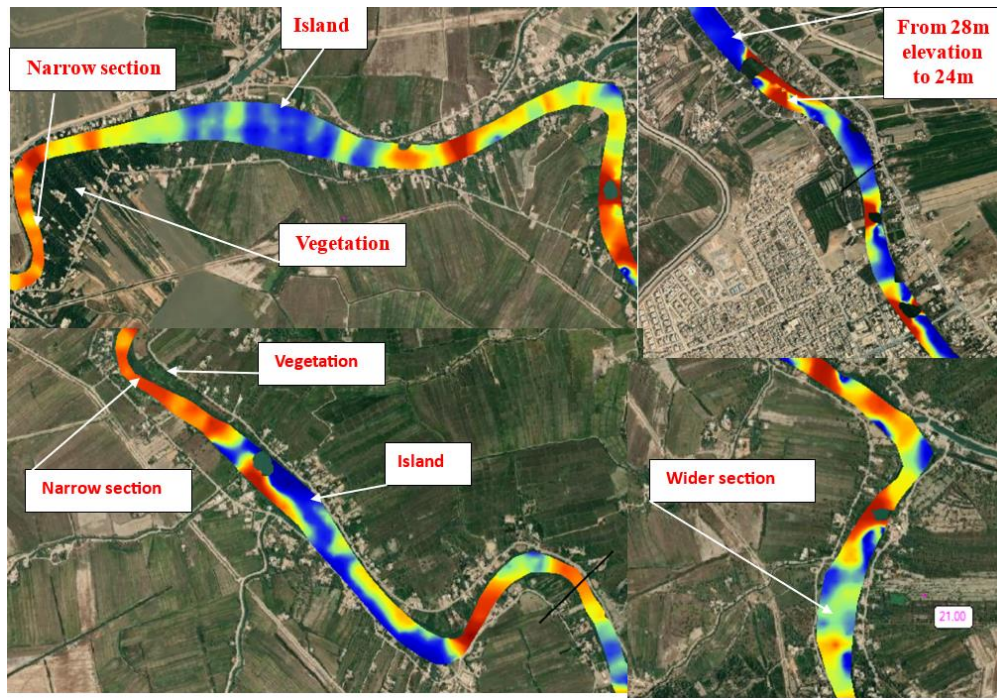 Island
Narrow section
Vegetation
From 28m
elevation
to 24m
Vegetation
Narrow section
Island
Wider section
21.00